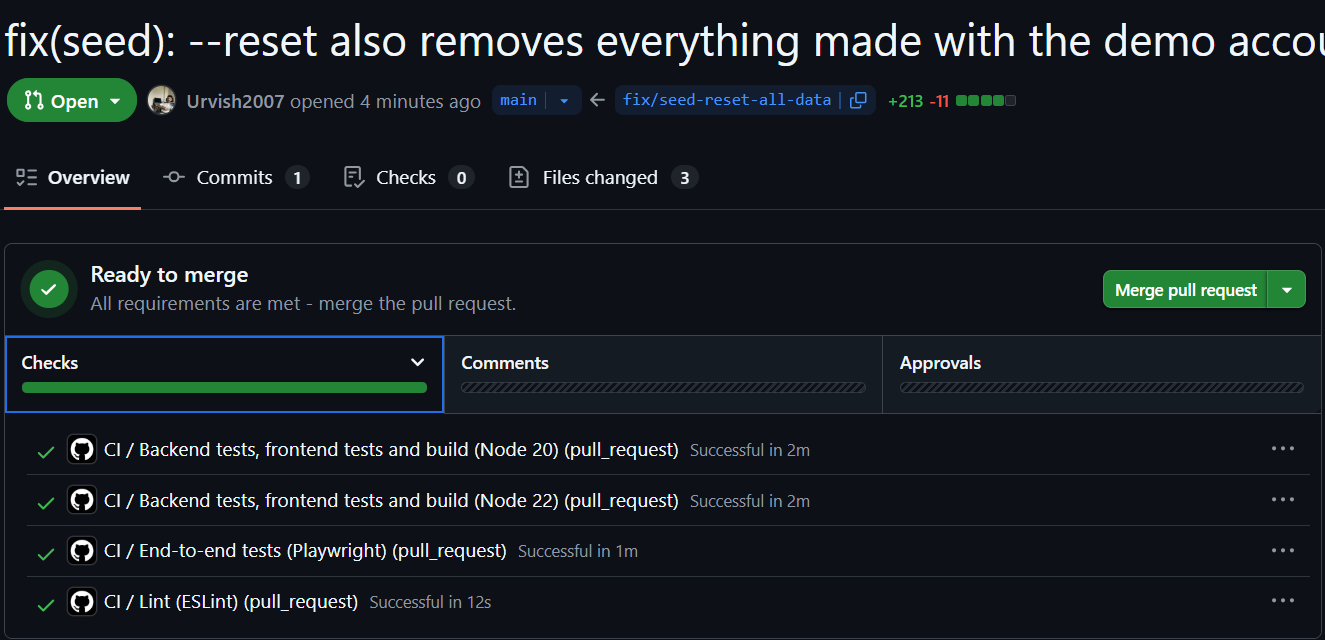 fix(seed): --reset also removes everything made with the demo
Open Urvish2007 opened 4 minutes ago main fix/seed-reset-all-data +213 -11
Overview Commits 1 Checks 0 Files changed 3
Ready to merge
All requirements are met - merge the pull request.
Merge pull request
Checks Comments Approvals
CI / Backend tests, frontend tests and build (Node 20) (pull_request) Successful in 2m
CI / Backend tests, frontend tests and build (Node 22) (pull_request) Successful in 2m
CI / End-to-end tests (Playwright) (pull_request) Successful in 1m
CI / Lint (ESLint) (pull_request) Successful in 12s